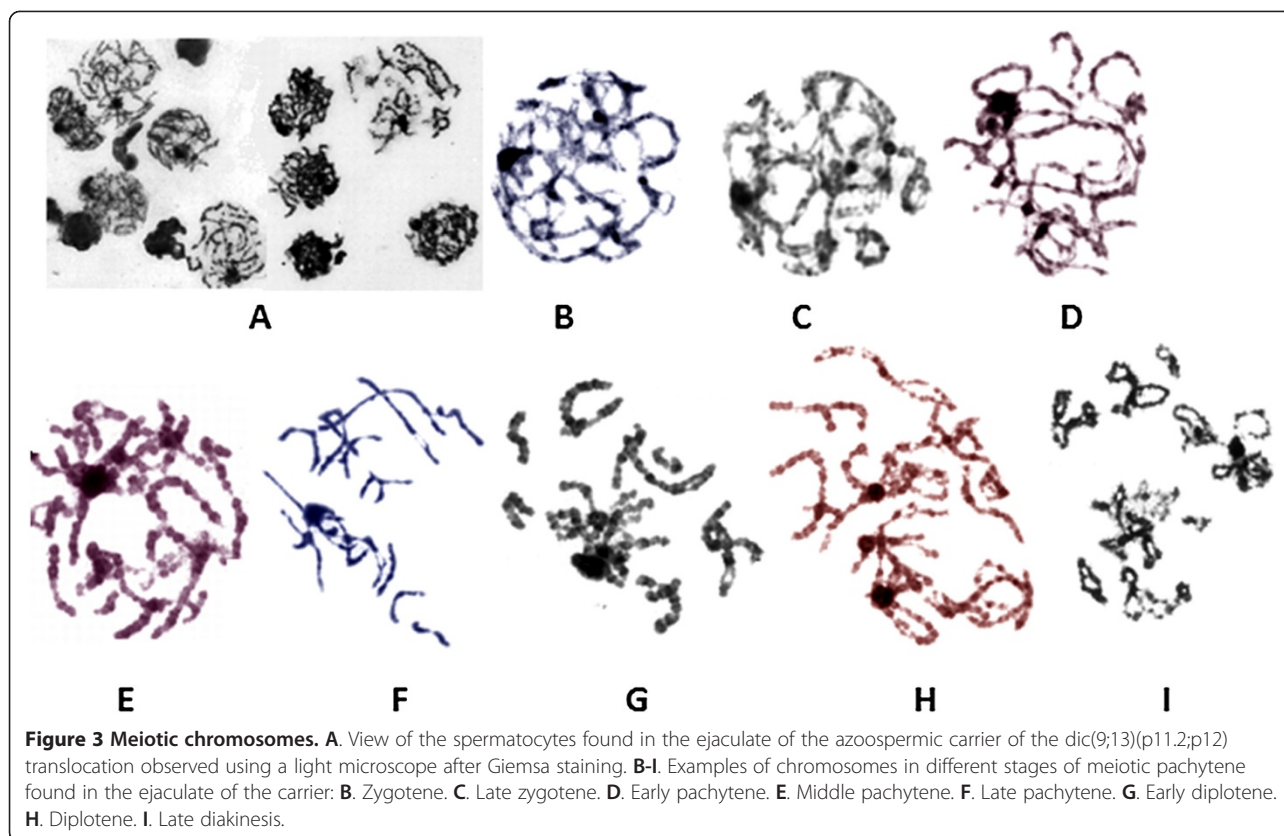 A
B
C
D
E
F
G
H
I
Figure 3 Meiotic chromosomes. A. View of the spermatocytes found in the ejaculate of the azoospermic carrier of the dic(9;13)(p11.2;p12)
translocation observed using a light microscope after Giemsa staining. B-I. Examples of chromosomes in different stages of meiotic pachytene
found in the ejaculate of the carrier: B. Zygotene. C. Late zygotene. D. Early pachytene. E. Middle pachytene. F. Late pachytene. G. Early diplotene.
H. Diplotene. I. Late diakinesis.